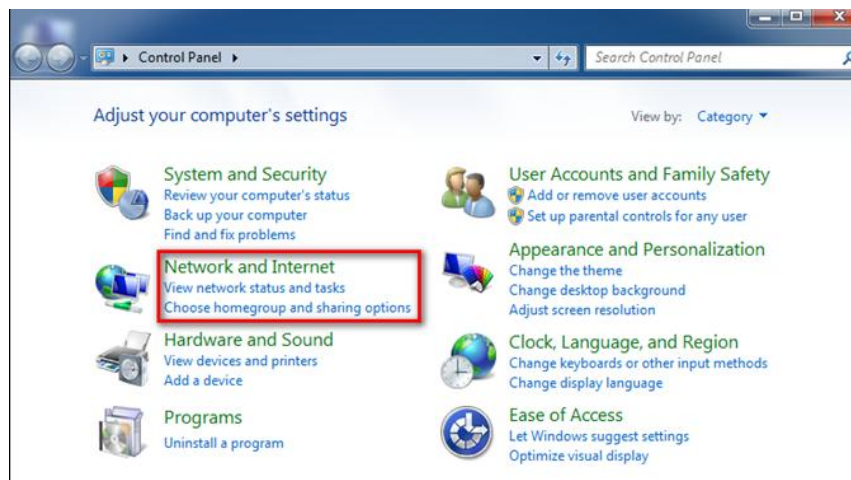 Control Panel
Search Control Panel
Adjust your computer's settings
View by: Category
System and Security
Review your computer's status
Back up your computer
Find and fix problems
Network and Internet
View network status and tasks
Choose homegroup and sharing options
Hardware and Sound
View devices and printers
Add a device
Programs
Uninstall a program
User Accounts and Family Safety
Add or remove user accounts
Set up parental controls for any user
Appearance and Personalization
Change the theme
Change desktop background
Adjust screen resolution
Clock, Language, and Region
Change keyboards or other input methods
Change display language
Ease of Access
Let Windows suggest settings
Optimize visual display